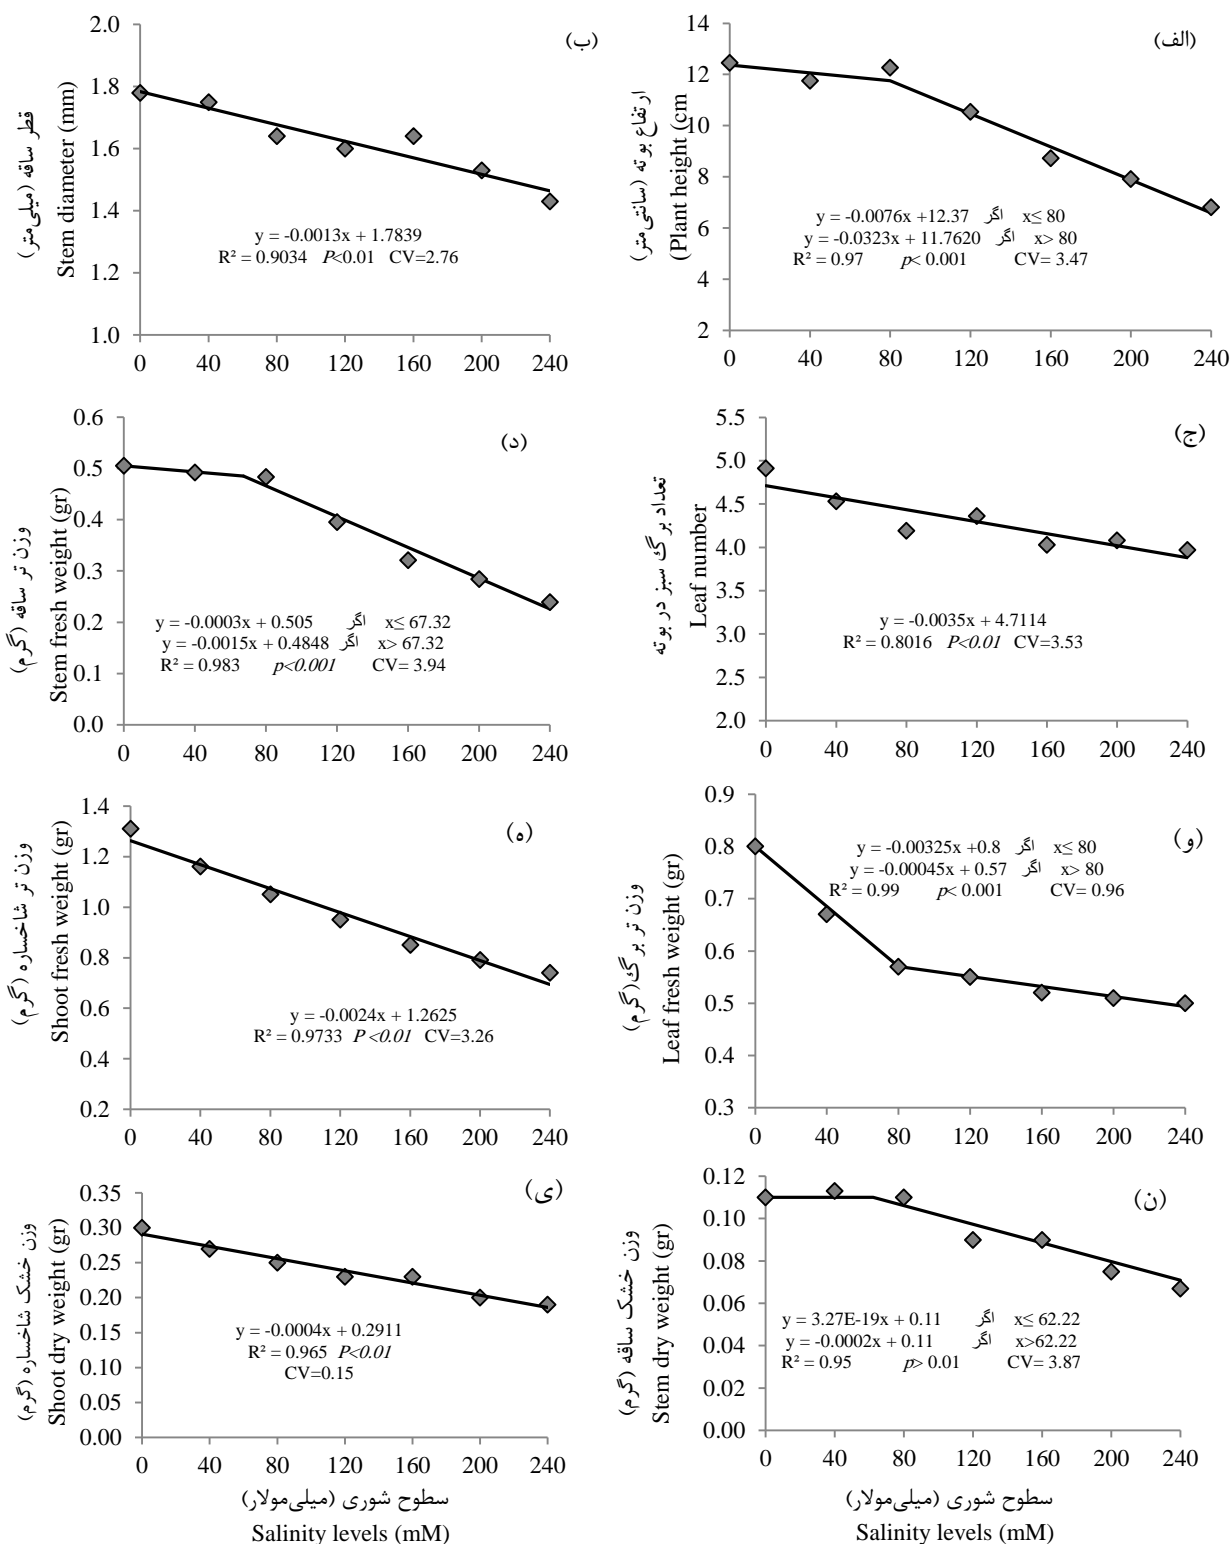 (الف)
ارتفاع بوته (سانتی‌متر)
(Plant height (cm
14
12
10
8
6
4
2
y = -0.0076x +12.37 اگر x≤ 80
y = -0.0323x + 11.7620 اگر x> 80
R² = 0.97 p< 0.001 CV= 3.47
0 40 80 120 160 200 240
(ب)
قطر ساقه (میلی‌متر)
Stem diameter (mm)
2.0
1.8
1.6
1.4
1.2
1.0
y = -0.0013x + 1.7839
R² = 0.9034 P<0.01 CV=2.76
0 40 80 120 160 200 240
(ج)
تعداد برگ سبز در بوته
Leaf number
5.5
5.0
4.5
4.0
3.5
3.0
2.5
2.0
y = -0.0035x + 4.7114
R² = 0.8016 P<0.01 CV=3.53
0 40 80 120 160 200 240
(د)
وزن تر ساقه (گرم)
Stem fresh weight (gr)
0.6
0.5
0.4
0.3
0.2
0.1
0.0
y = -0.0003x + 0.505 اگر x≤ 67.32
y = -0.0015x + 0.4848 اگر x> 67.32
R² = 0.983 p<0.001 CV= 3.94
0 40 80 120 160 200 240
(و)
وزن تر برگ (گرم)
Leaf fresh weight (gr)
0.9
0.8
0.7
0.6
0.5
0.4
0.3
y = -0.00325x +0.8 اگر x≤ 80
y = -0.00045x + 0.57 اگر x> 80
R² = 0.99 p< 0.001 CV= 0.96
0 40 80 120 160 200 240
(ه)
وزن تر شاخساره (گرم)
Shoot fresh weight (gr)
1.4
1.2
1.0
0.8
0.6
0.4
0.2
y = -0.0024x + 1.2625
R² = 0.9733 P <0.01 CV=3.26
0 40 80 120 160 200 240
(ن)
وزن خشک ساقه (گرم)
Stem dry weight (gr)
0.12
0.10
0.08
0.06
0.04
0.02
0.00
y = 3.27E-19x + 0.11 اگر x≤ 62.22
y = -0.0002x + 0.11 اگر x>62.22
R² = 0.95 p> 0.01 CV= 3.87
0 40 80 120 160 200 240
سطوح شوری (میلی‌مولار)
Salinity levels (mM)
(ی)
وزن خشک شاخساره (گرم)
Shoot dry weight (gr)
0.35
0.30
0.25
0.20
0.15
0.10
0.05
0.00
y = -0.0004x + 0.2911
R² = 0.965 P<0.01
CV=0.15
0 40 80 120 160 200 240
سطوح شوری (میلی‌مولار)
Salinity levels (mM)